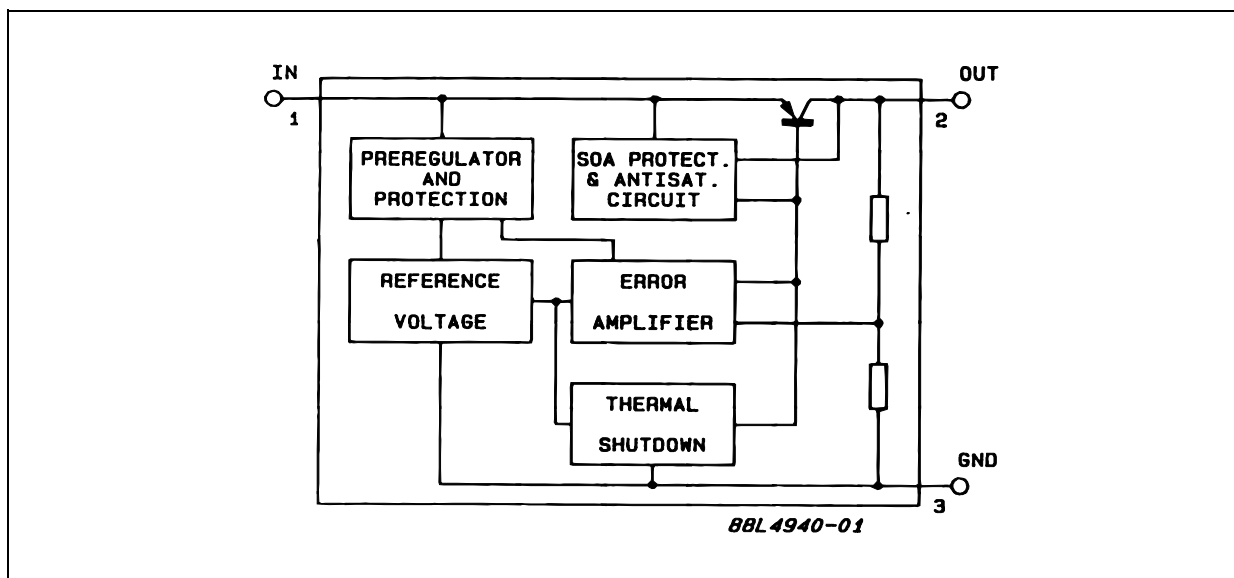 IN
OUT
1
2
PREREGULATOR
AND
PROTECTION
SOA PROTECT.
& ANTISAT.
CIRCUIT
REFERENCE
VOLTAGE
ERROR
AMPLIFIER
THERMAL
SHUTDOWN
GND
3
88L4940-01